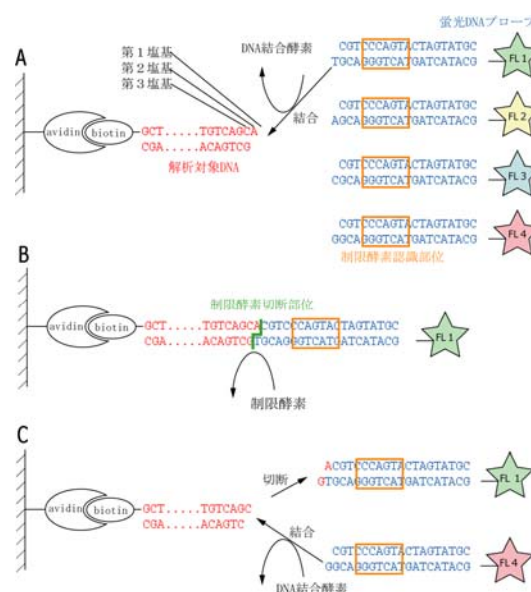 蛍光DNAプローブ
A
第1塩基
第2塩基
第3塩基
DNA結合酵素
結合
CGTCCCAGTACTAGTATGC
TGCAGGGTCATGATCATACG
FL1
avidin
biotin
GCT.....TGTCAGCA
CGA.....ACAGTCG
解析対象DNA
CGTCCCAGTACTAGTATGC
AGCAGGGTCATGATCATACG
FL2
CGTCCCAGTACTAGTATGC
CGCAGGGTCATGATCATACG
FL3
CGTCCCAGTACTAGTATGC
GGCAGGGTCATGATCATACG
FL4
制限酵素認識部位
B
制限酵素切断部位
avidin
biotin
GCT.....TGTCAGCACGTCCCAGTACTAGTATGC
CGA.....ACAGTCGTGCAGGGTCATGATCATACG
FL1
制限酵素
C
切断
ACGTCCCAGTACTAGTATGC
GTGCAGGGTCATGATCATACG
FL1
avidin
biotin
GCT.....TGTCAGC
CGA.....ACAGTC
結合
DNA結合酵素
CGTCCCAGTACTAGTATGC
GGCAGGGTCATGATCATACG
FL4